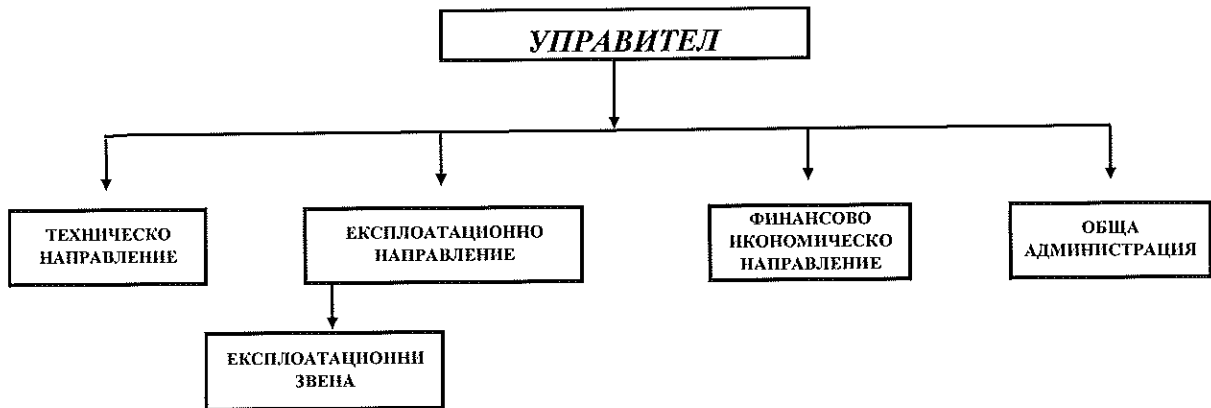 УПРАВИТЕЛ
ТЕХНИЧЕСКО
НАПРАВЛЕНИЕ
ЕКСПЛОАТАЦИОННО
НАПРАВЛЕНИЕ
ФИНАНСОВО
ИКОНОМИЧЕСКО
НАПРАВЛЕНИЕ
ОБЩА
АДМИНИСТРАЦИЯ
ЕКСПЛОАТАЦИОННИ
ЗВЕНА